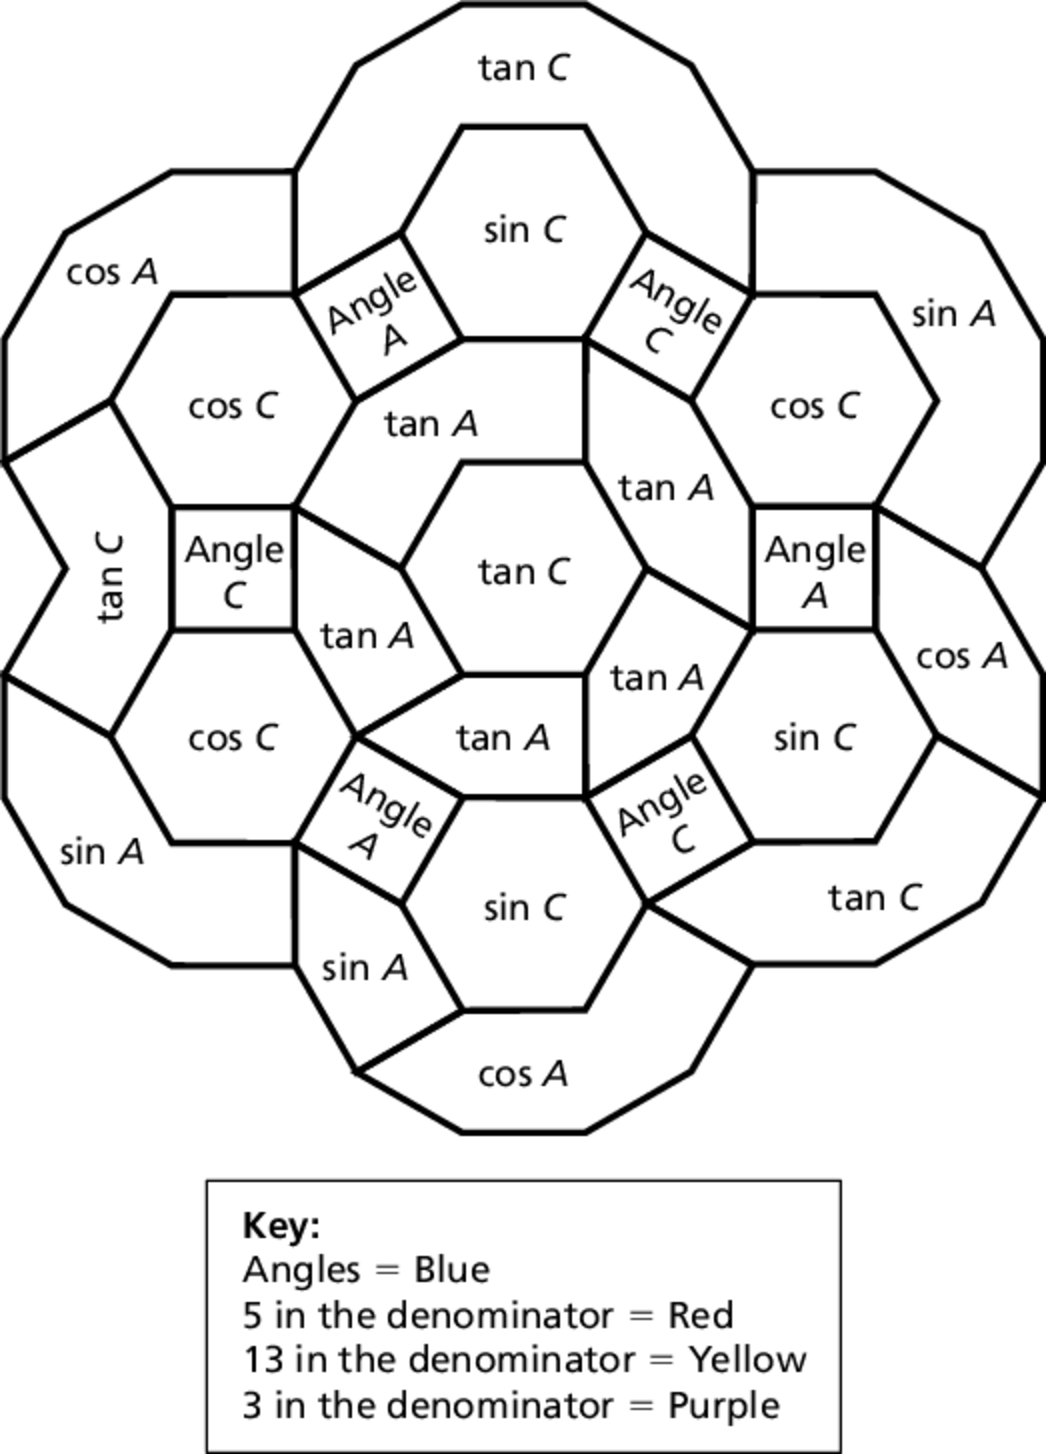 tan C
sin C
cos A
Angle
A
Angle
C
sin A
cos C
cos C
tan A
tan A
tan C
Angle
C
tan C
Angle
A
tan A
cos A
tan A
cos C
tan A
sin C
Angle
A
Angle
C
sin A
sin C
tan C
sin A
cos A
Key:
Angles = Blue
5 in the denominator = Red
13 in the denominator = Yellow
3 in the denominator = Purple